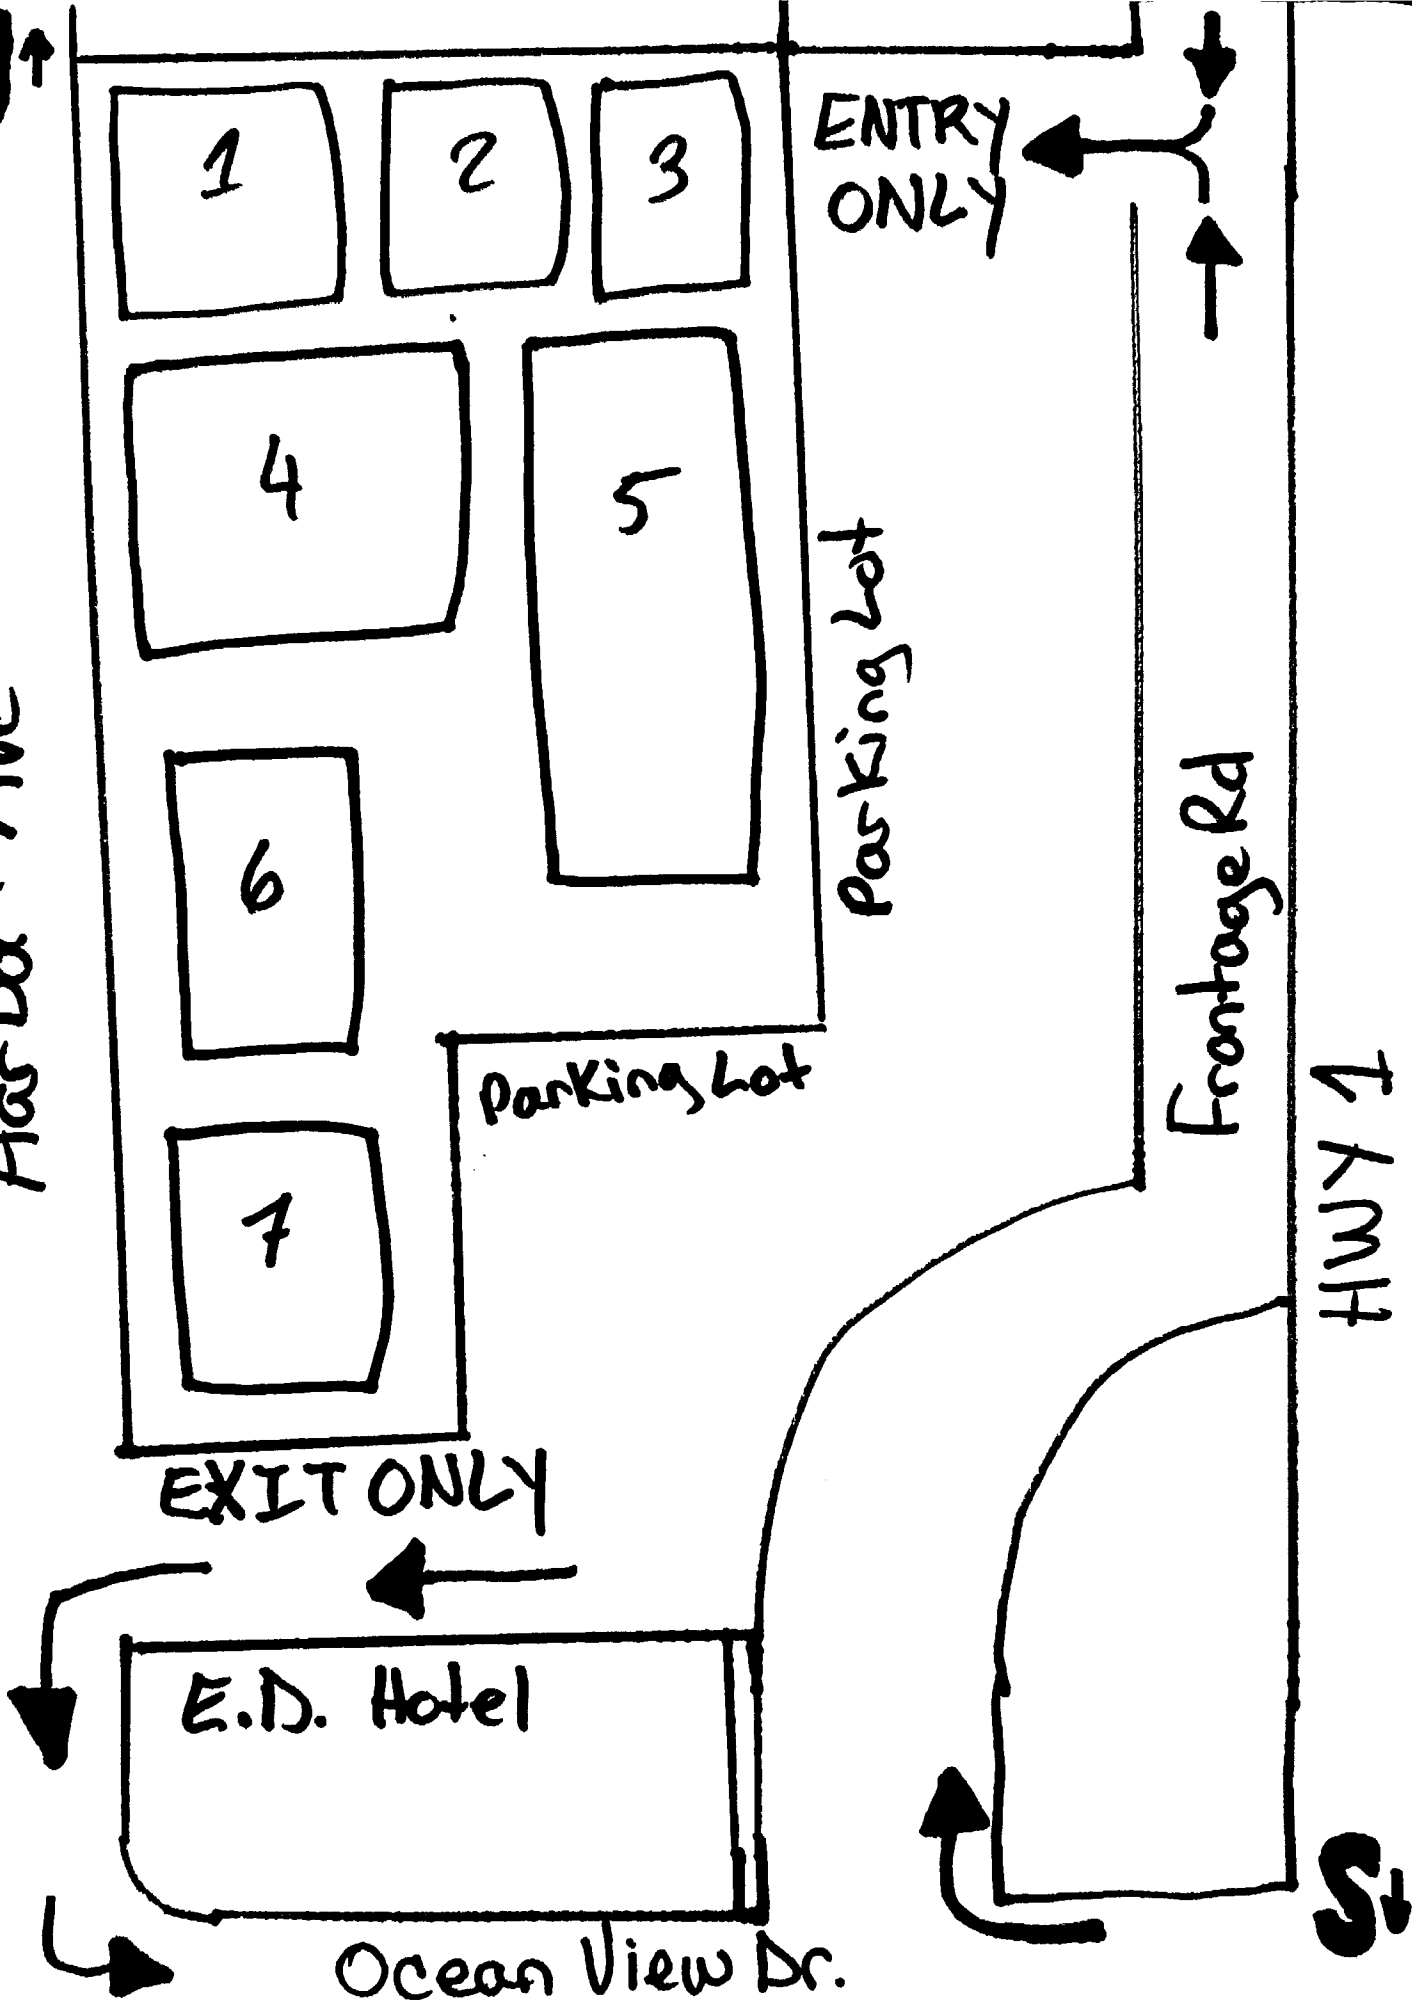 1
2
3
ENTRY
ONLY
4
5
Parking Lot
6
Frontage Rd
Parking Lot
HWY 1
7
EXIT ONLY
E.D. Hotel
Ocean View Dr.
S